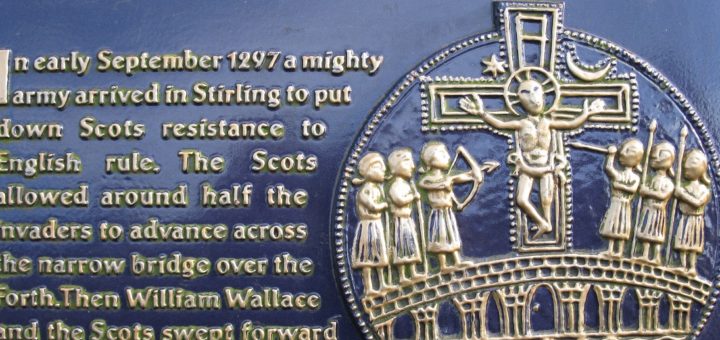 In early September 1297 a mighty
army arrived in Stirling to put
down Scots resistance to
English rule. The Scots
allowed around half the
invaders to advance across
the narrow bridge over the
Forth.Then William Wallace
and the Scots swept forward